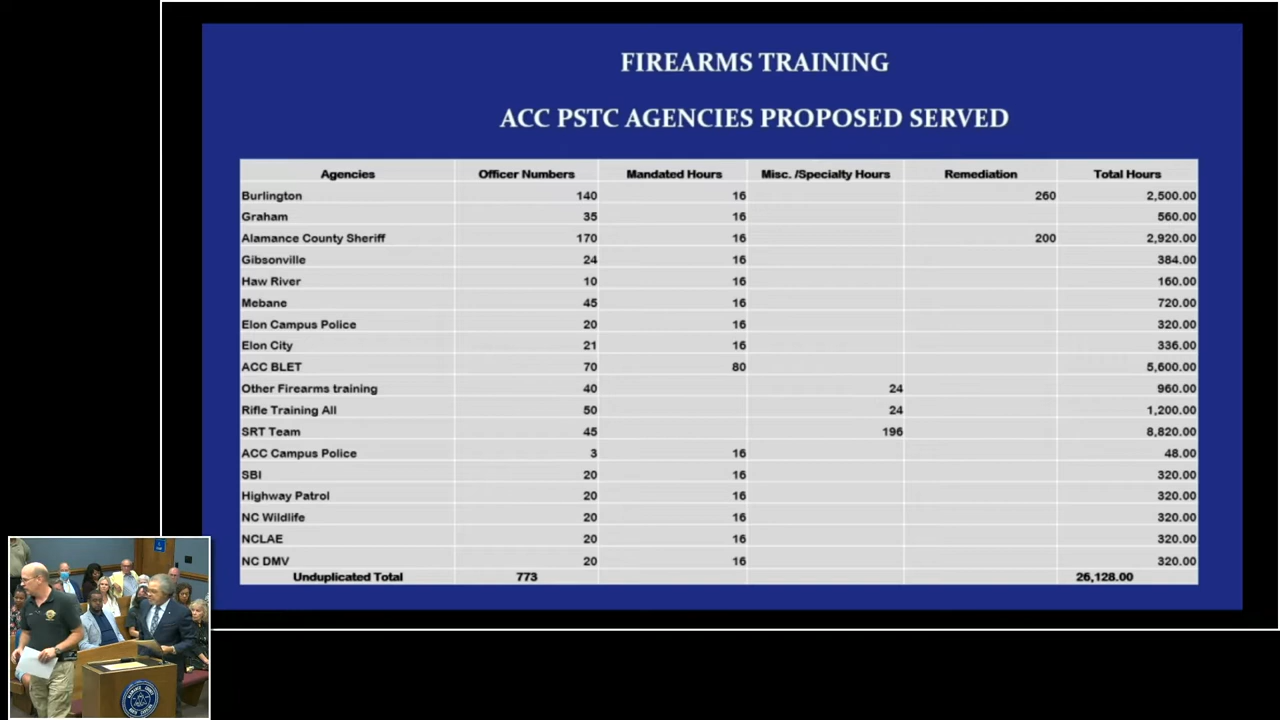 FIREARMS TRAINING
ACC PSTC AGENCIES PROPOSED SERVED
Agencies Officer Numbers Mandated Hours Misc. /Specialty Hours Remediation Total Hours
Burlington 140 16 260 2,500.00
Graham 35 16 560.00
Alamance County Sheriff 170 16 200 2,920.00
Gibsonville 24 16 384.00
Haw River 10 16 160.00
Mebane 45 16 720.00
Elon Campus Police 20 16 320.00
Elon City 21 16 336.00
ACC BLET 70 80 5,600.00
Other Firearms training 40 24 960.00
Rifle Training All 50 24 1,200.00
SRT Team 45 196 8,820.00
ACC Campus Police 3 16 48.00
SBI 20 16 320.00
Highway Patrol 20 16 320.00
NC Wildlife 20 16 320.00
NCLAE 20 16 320.00
NC DMV 20 16 320.00
Unduplicated Total 773 26,128.00